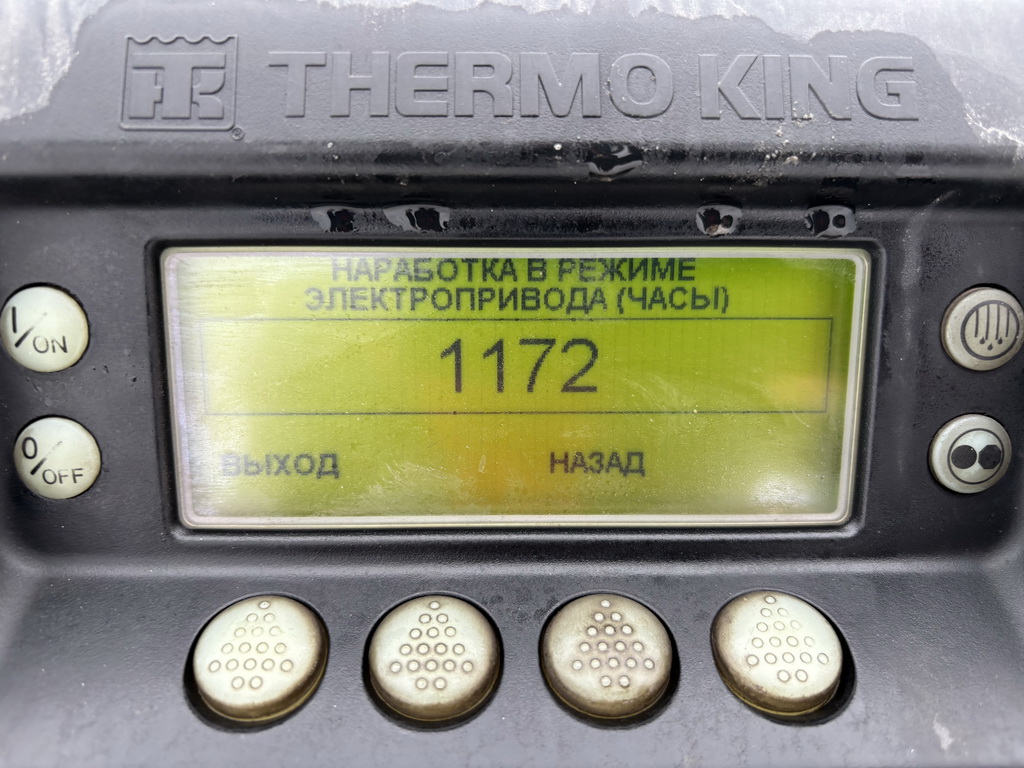 THERMO KING
НАРАБОТКА В РЕЖИМЕ
ЭЛЕКТРОПРИВОДА (ЧАСЫ)
1172
ВЫХОД НАЗАД
I/ON
0/OFF